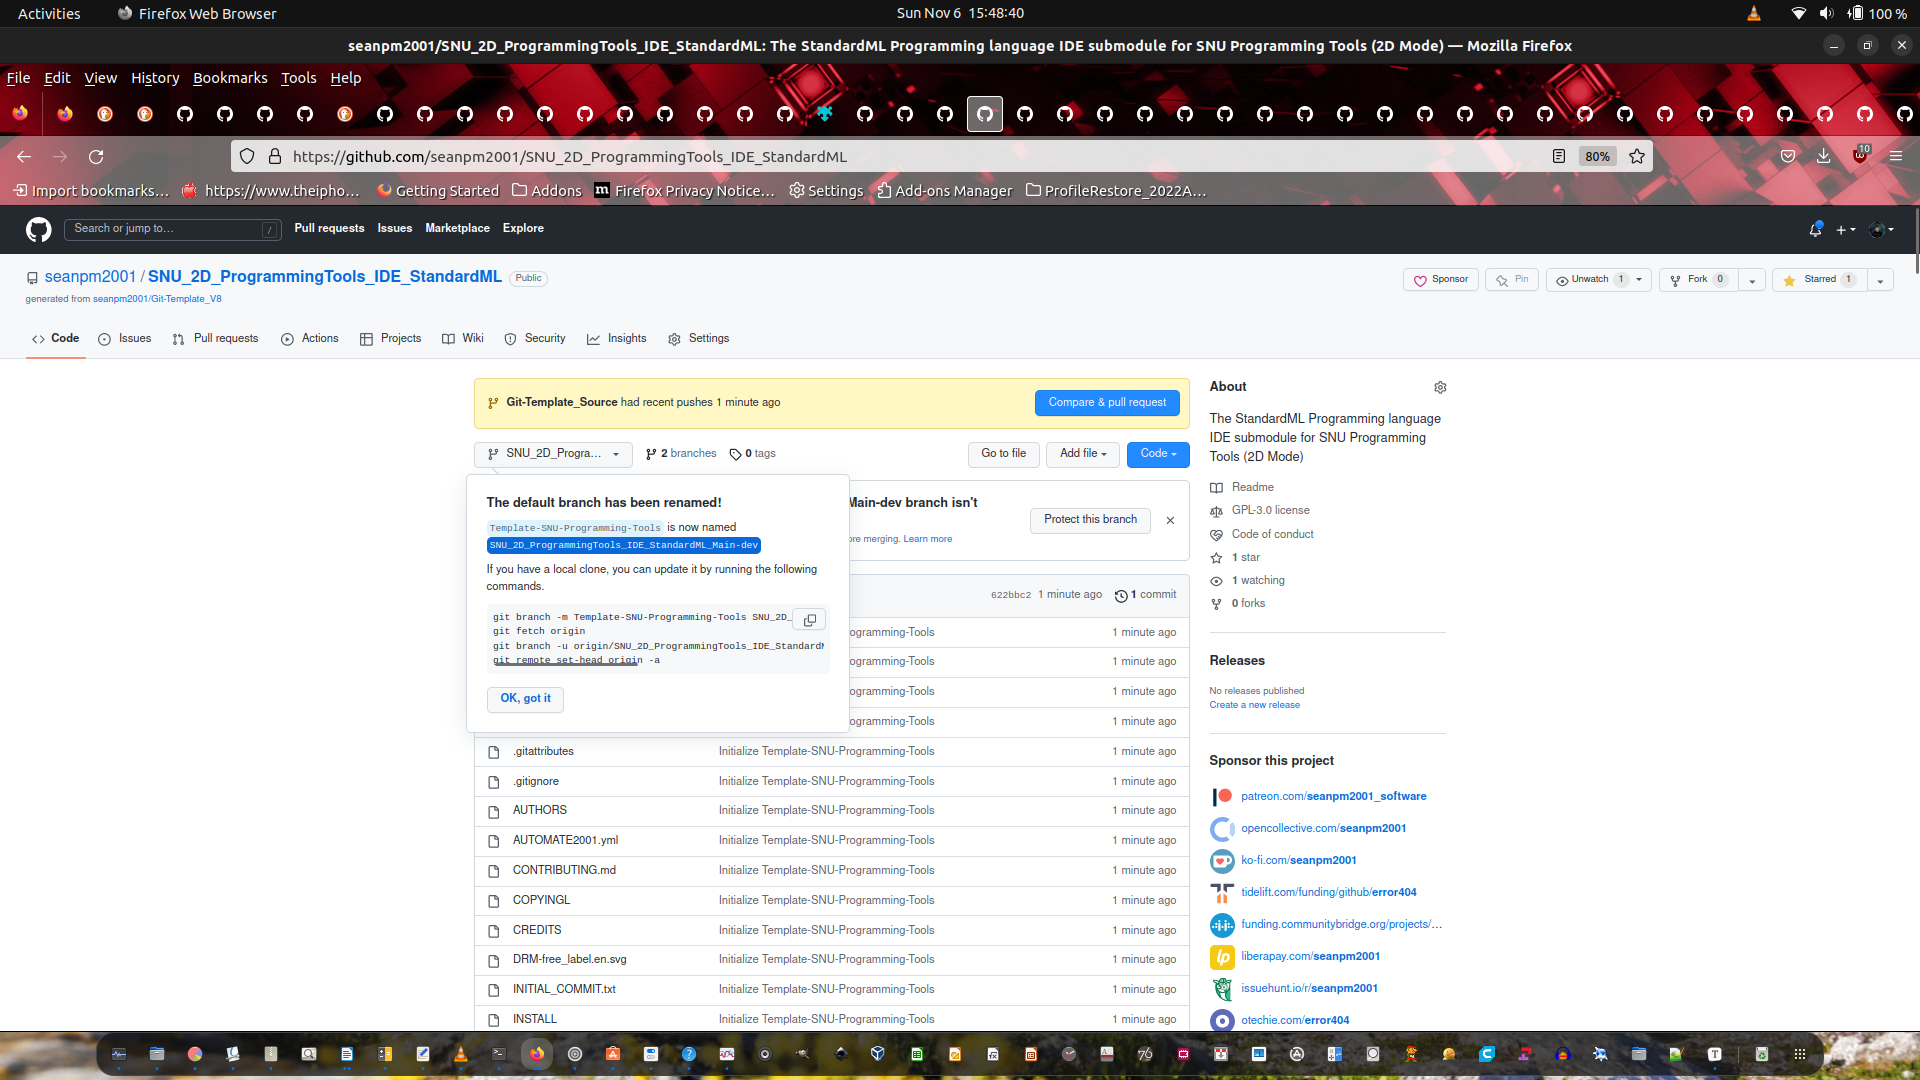 Activities
Firefox Web Browser
Sun Nov 6 15:48:40
100 %
seanpm2001/SNU_2D_ProgrammingTools_IDE_StandardML: The StandardML Programming language IDE submodule for SNU Programming Tools (2D Mode) — Mozilla Firefox
File Edit View History Bookmarks Tools Help
https://github.com/seanpm2001/SNU_2D_ProgrammingTools_IDE_StandardML
80%
10
Import bookmarks…
https://www.theipho…
Getting Started
Addons
Firefox Privacy Notice…
Settings
Add-ons Manager
ProfileRestore_2022A…
Search or jump to…
/
Pull requests Issues Marketplace Explore
seanpm2001 / SNU_2D_ProgrammingTools_IDE_StandardML Public
generated from seanpm2001/Git-Template_V8
Sponsor
Pin
Unwatch 1
Fork 0
Starred 1
Code
Issues
Pull requests
Actions
Projects
Wiki
Security
Insights
Settings
Git-Template_Source had recent pushes 1 minute ago
Compare & pull request
SNU_2D_Progra…
2 branches
0 tags
Go to file
Add file
Code
The default branch has been renamed!
Template-SNU-Programming-Tools is now named
SNU_2D_ProgrammingTools_IDE_StandardML_Main-dev
If you have a local clone, you can update it by running the following
commands.
git branch -m Template-SNU-Programming-Tools SNU_2D_
git fetch origin
git branch -u origin/SNU_2D_ProgrammingTools_IDE_StandardM
git remote set-head origin -a
OK, got it
Main-dev branch isn't
ore merging. Learn more
Protect this branch
622bbc2 1 minute ago
1 commit
ogramming-Tools 1 minute ago
ogramming-Tools 1 minute ago
ogramming-Tools 1 minute ago
ogramming-Tools 1 minute ago
.gitattributes Initialize Template-SNU-Programming-Tools 1 minute ago
.gitignore Initialize Template-SNU-Programming-Tools 1 minute ago
AUTHORS Initialize Template-SNU-Programming-Tools 1 minute ago
AUTOMATE2001.yml Initialize Template-SNU-Programming-Tools 1 minute ago
CONTRIBUTING.md Initialize Template-SNU-Programming-Tools 1 minute ago
COPYINGL Initialize Template-SNU-Programming-Tools 1 minute ago
CREDITS Initialize Template-SNU-Programming-Tools 1 minute ago
DRM-free_label.en.svg Initialize Template-SNU-Programming-Tools 1 minute ago
INITIAL_COMMIT.txt Initialize Template-SNU-Programming-Tools 1 minute ago
INSTALL Initialize Template-SNU-Programming-Tools 1 minute ago
About
The StandardML Programming language
IDE submodule for SNU Programming
Tools (2D Mode)
Readme
GPL-3.0 license
Code of conduct
1 star
1 watching
0 forks
Releases
No releases published
Create a new release
Sponsor this project
patreon.com/seanpm2001_software
opencollective.com/seanpm2001
ko-fi.com/seanpm2001
tidelift.com/funding/github/error404
funding.communitybridge.org/projects/…
liberapay.com/seanpm2001
issuehunt.io/r/seanpm2001
otechie.com/error404